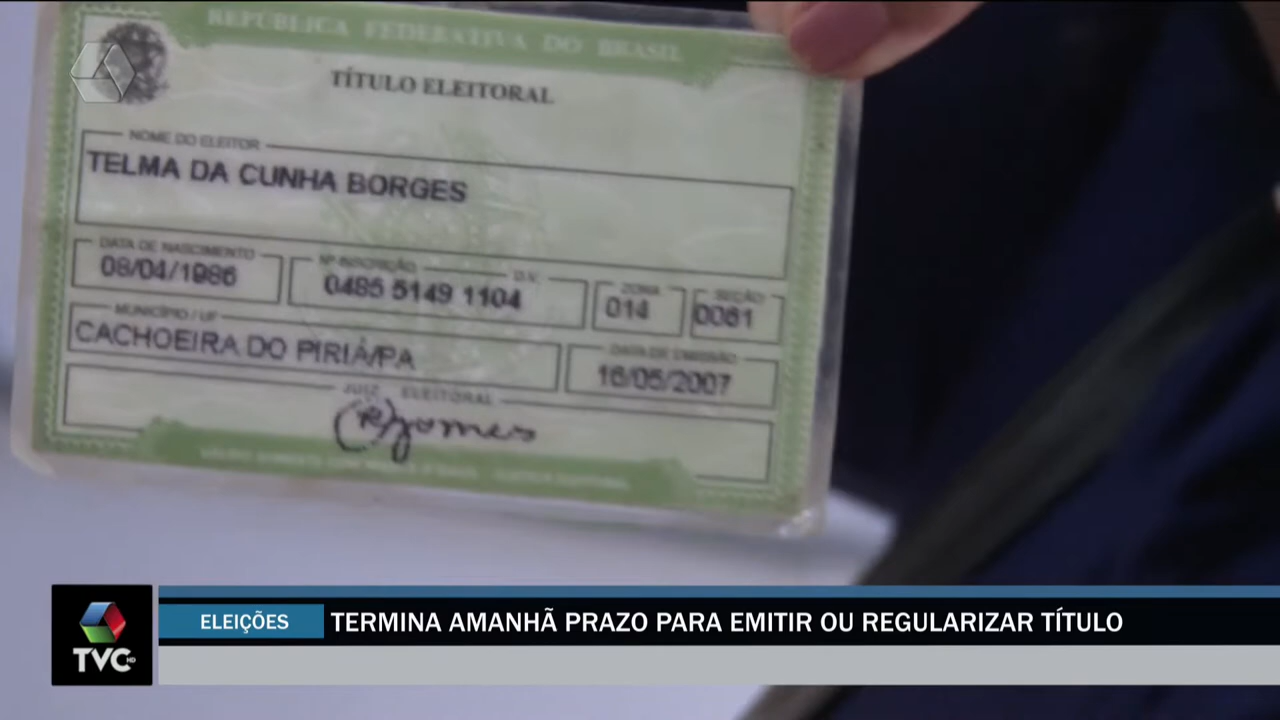 REPÚBLICA FEDERATIVA DO BRASIL
TÍTULO ELEITORAL
NOME DO ELEITOR
TELMA DA CUNHA BORGES
DATA DE NASCIMENTO Nº INSCRIÇÃO D.V. ZONA SEÇÃO
08/04/1986 0485 5149 1104 014 0061
MUNICÍPIO / UF DATA DE EMISSÃO
CACHOEIRA DO PIRIÁ/PA 16/05/2007
JUIZ ELEITORAL
ELEIÇÕES TERMINA AMANHÃ PRAZO PARA EMITIR OU REGULARIZAR TÍTULO
TVC HD